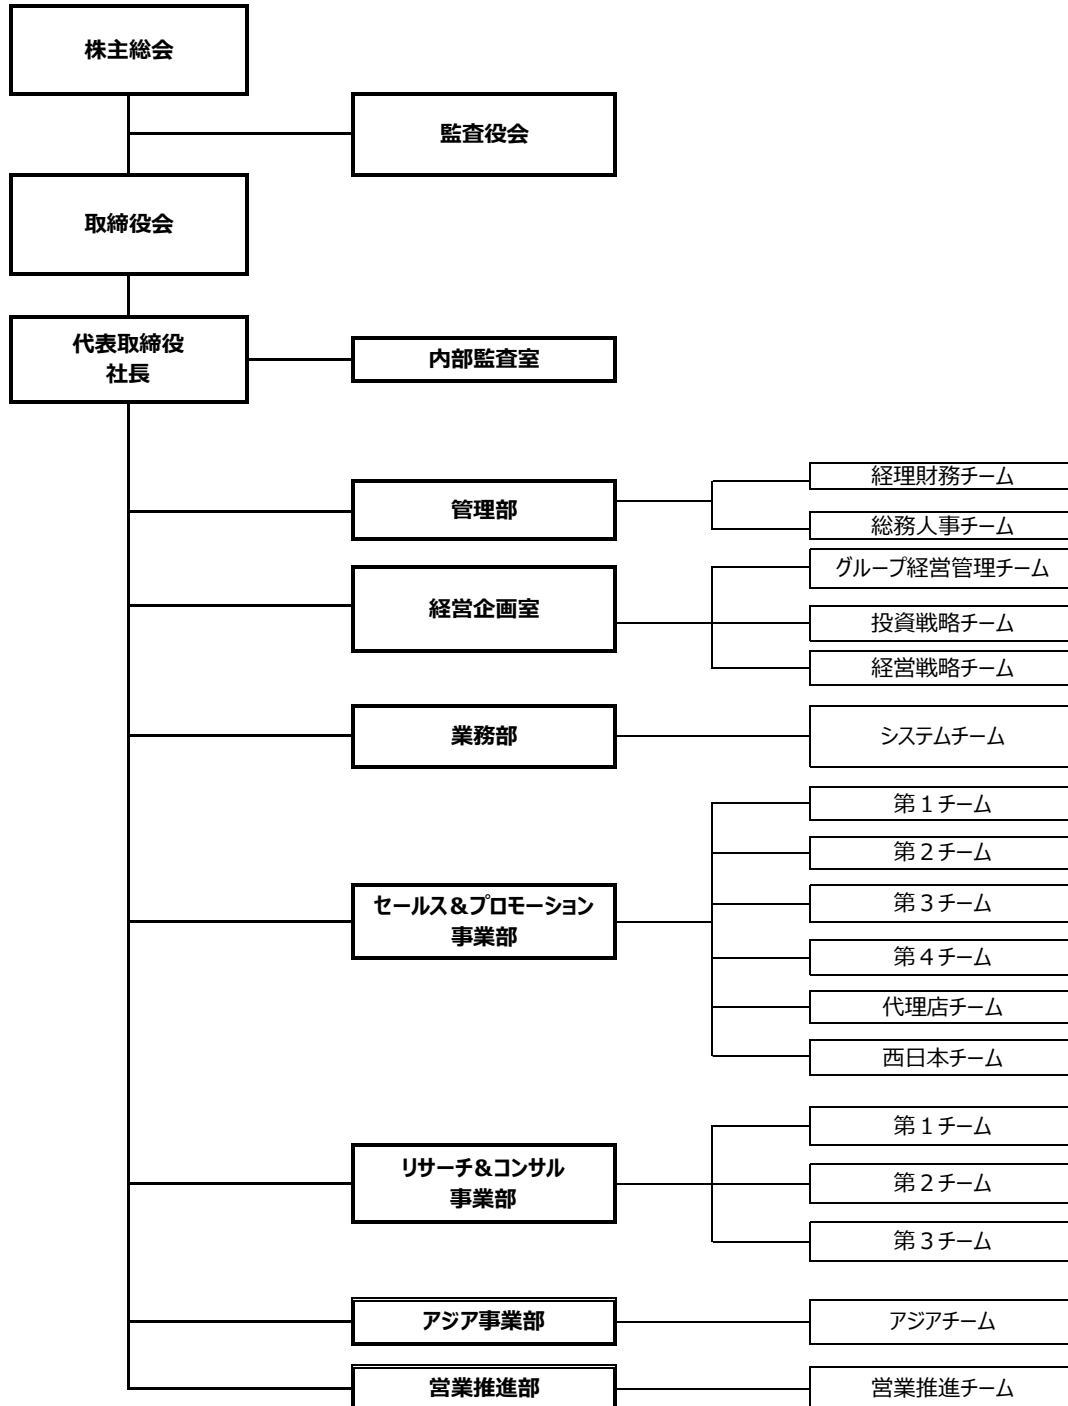 株主総会
監査役会
取締役会
代表取締役
社長
内部監査室
管理部
経理財務チーム
総務人事チーム
経営企画室
グループ経営管理チーム
投資戦略チーム
経営戦略チーム
業務部
システムチーム
セールス&プロモーション
事業部
第１チーム
第２チーム
第３チーム
第４チーム
代理店チーム
西日本チーム
リサーチ&コンサル
事業部
第１チーム
第２チーム
第３チーム
アジア事業部
アジアチーム
営業推進部
営業推進チーム